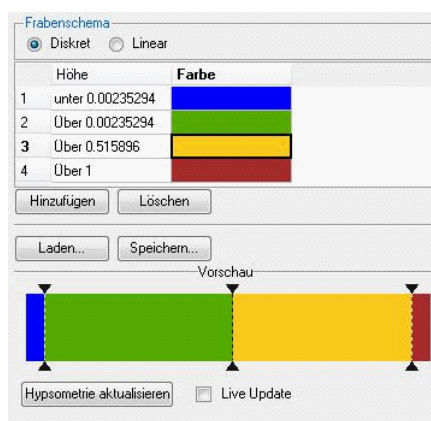 Frabenschema
Diskret Linear
Höhe Farbe
1 unter 0.00235294
2 Über 0.00235294
3 Über 0.515896
4 Über 1
Hinzufügen Löschen
Laden... Speichern...
Vorschau
Hypsometrie aktualisieren Live Update